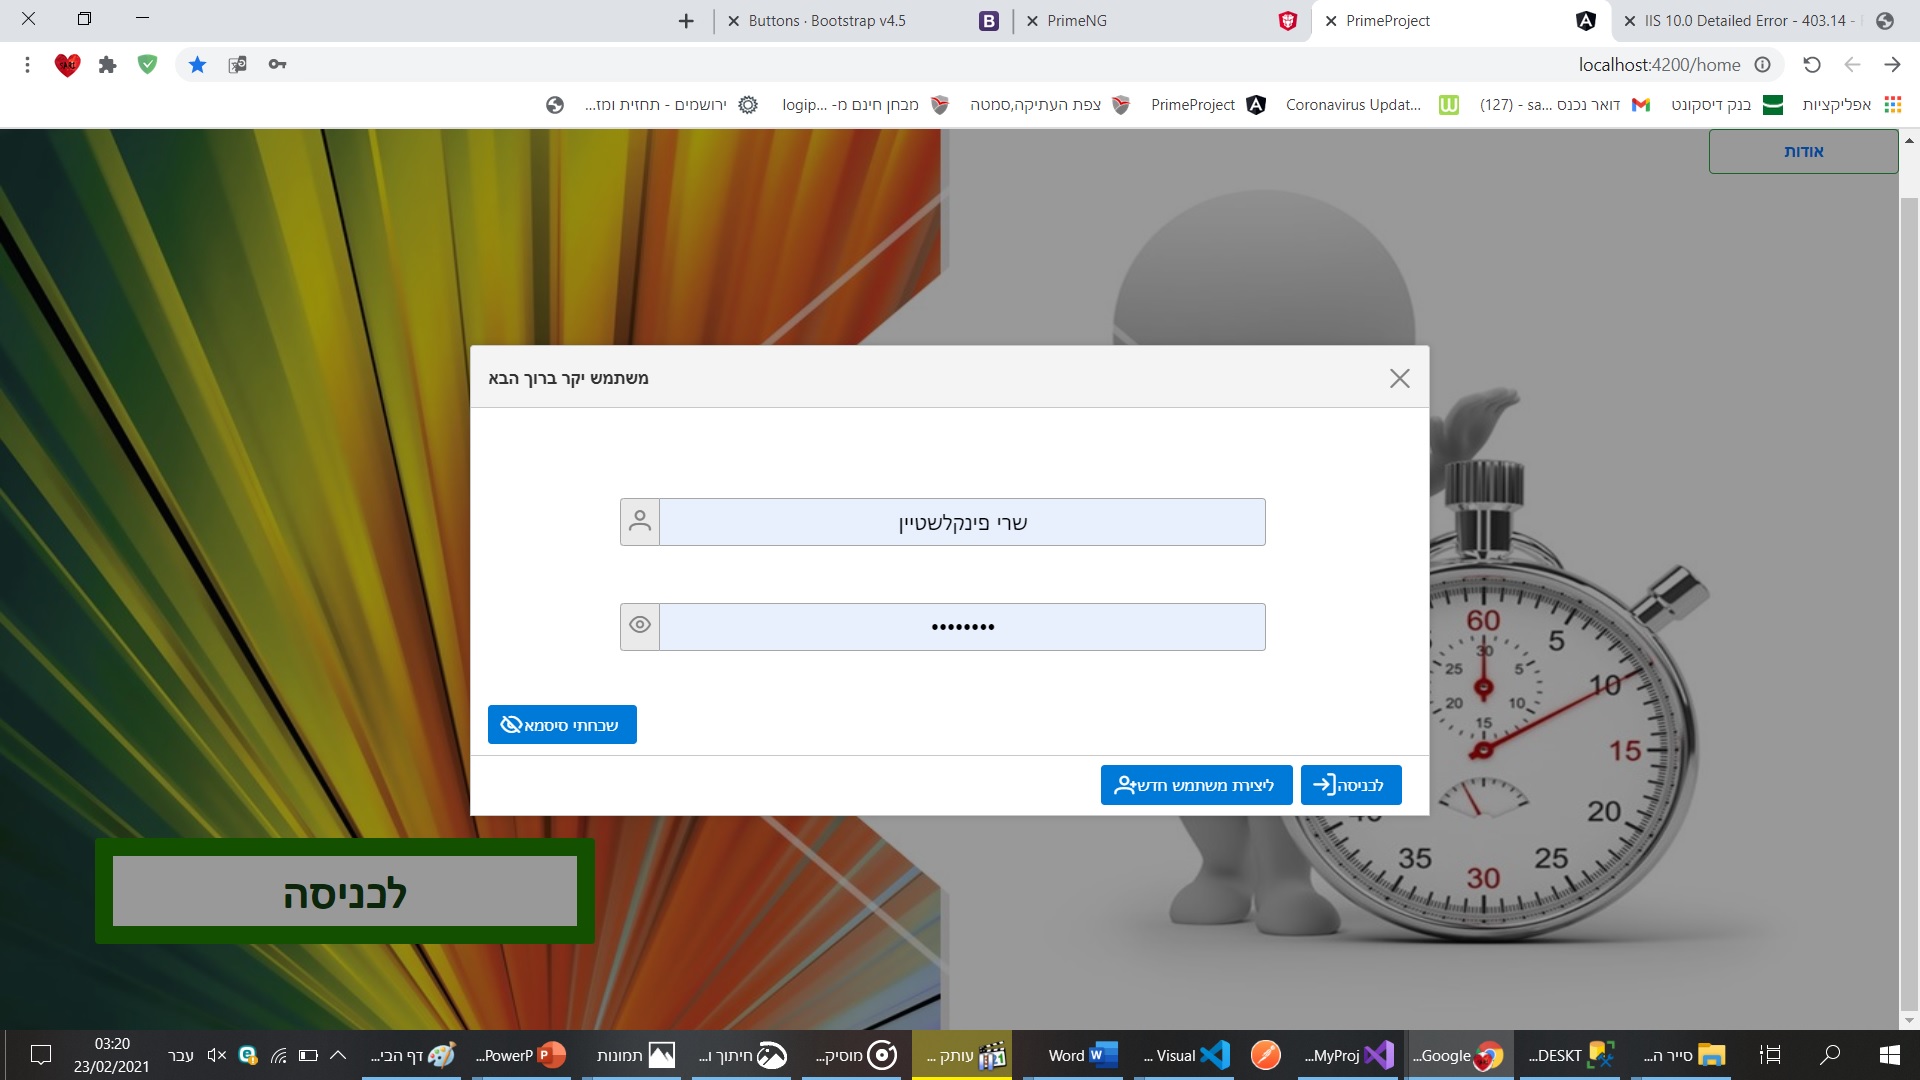 Buttons · Bootstrap v4.5
PrimeNG
PrimeProject
IIS 10.0 Detailed Error - 403.14 -
localhost:4200/home
אפליקציות
בנק דיסקונט
דואר נכנס (127) - sa...
Coronavirus Updat...
PrimeProject
צפת העתיקה,סמטה
מבחן חינם מ- logip...
ירושמים - תחזית ומז...
אודות
משתמש יקר ברוך הבא
שרי פינקלשטיין
••••••••
שכחתי סיסמא
ליצירת משתמש חדש
לכניסה
לכניסה
60
5
10
15
20
25
30
35
30
5
10
15
20
25
סייר ה...
DESKT...
Google...
MyProj...
Visual ...
Word
עותק ...
מוסיק...
חיתוך ו...
תמונות
PowerP...
דף הבי...
עבר
03:20
23/02/2021